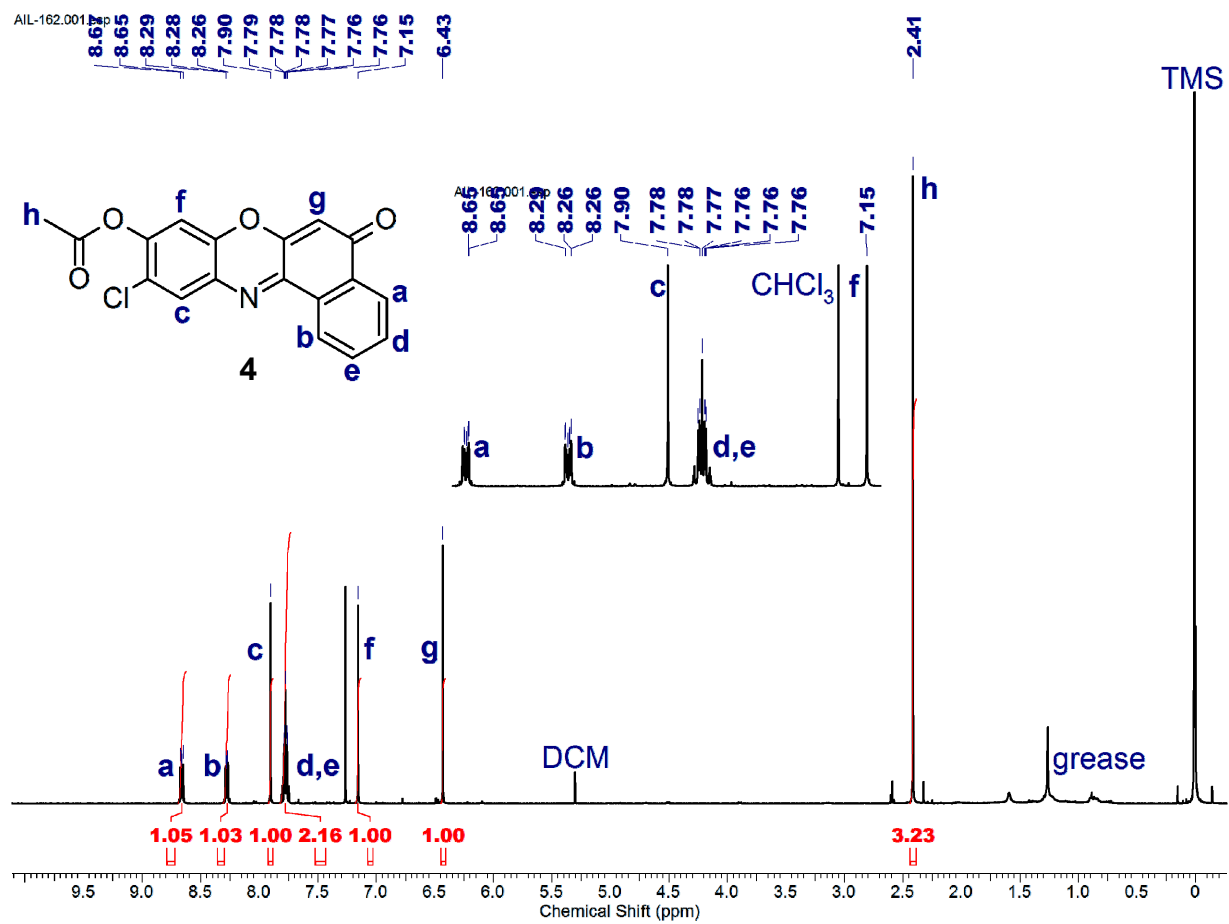 AIL-162.001.esp
8.67
8.65
8.29
8.28
8.26
7.90
7.79
7.78
7.78
7.77
7.76
7.76
7.15
6.43
2.41
TMS
AIL-162.001.esp
8.65
8.65
8.29
8.26
8.26
7.90
7.78
7.78
7.77
7.76
7.76
7.76
7.15
h
O
f
O
g
O
O
Cl
N
c
a
b
d
e
4
c
CHCl3
f
h
a
b
d,e
c
f
g
a
b
d,e
DCM
grease
1.05 1.03 1.00 2.16 1.00 1.00 3.23
9.5 9.0 8.5 8.0 7.5 7.0 6.5 6.0 5.5 5.0 4.5 4.0 3.5 3.0 2.5 2.0 1.5 1.0 0.5 0
Chemical Shift (ppm)